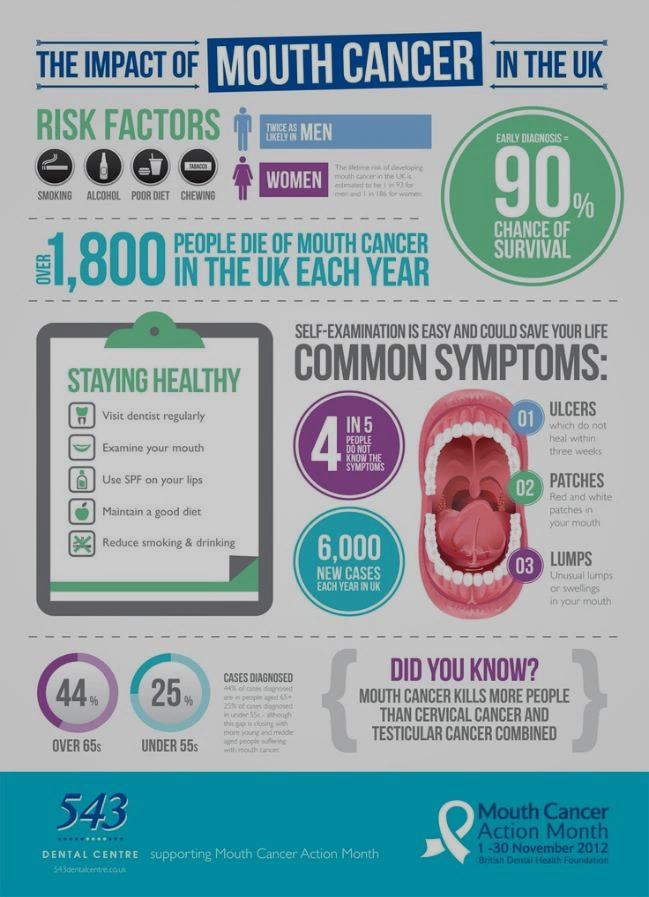 THE IMPACT OF MOUTH CANCER IN THE UK
RISK FACTORS
SMOKING
ALCOHOL
POOR DIET
TABACCO
CHEWING
TWICE AS
LIKELY IN MEN
WOMEN
The lifetime risk of developing
mouth cancer in the UK is
estimated to be 1 in 93 for
men and 1 in 186 for women.
EARLY DIAGNOSIS =
90%
CHANCE OF
SURVIVAL
OVER 1,800 PEOPLE DIE OF MOUTH CANCER
IN THE UK EACH YEAR
STAYING HEALTHY
Visit dentist regularly
Examine your mouth
Use SPF on your lips
Maintain a good diet
Reduce smoking & drinking
SELF-EXAMINATION IS EASY AND COULD SAVE YOUR LIFE
COMMON SYMPTOMS:
4 IN 5
PEOPLE
DO NOT
KNOW THE
SYMPTOMS
6,000
NEW CASES
EACH YEAR IN UK
01 ULCERS
which do not
heal within
three weeks
02 PATCHES
Red and white
patches in
your mouth
03 LUMPS
Unusual lumps
or swellings
in your mouth
44%
OVER 65s
25%
UNDER 55s
CASES DIAGNOSED
44% of cases diagnosed
are in people aged 65+
25% of cases diagnosed
in under 55s - although
this gap is closing with
more young and middle
aged people suffering
with mouth cancer
DID YOU KNOW?
MOUTH CANCER KILLS MORE PEOPLE
THAN CERVICAL CANCER AND
TESTICULAR CANCER COMBINED
543
DENTAL CENTRE
543dentalcentre.co.uk
supporting Mouth Cancer Action Month
Mouth Cancer
Action Month
1 -30 November 2012
British Dental Health Foundation